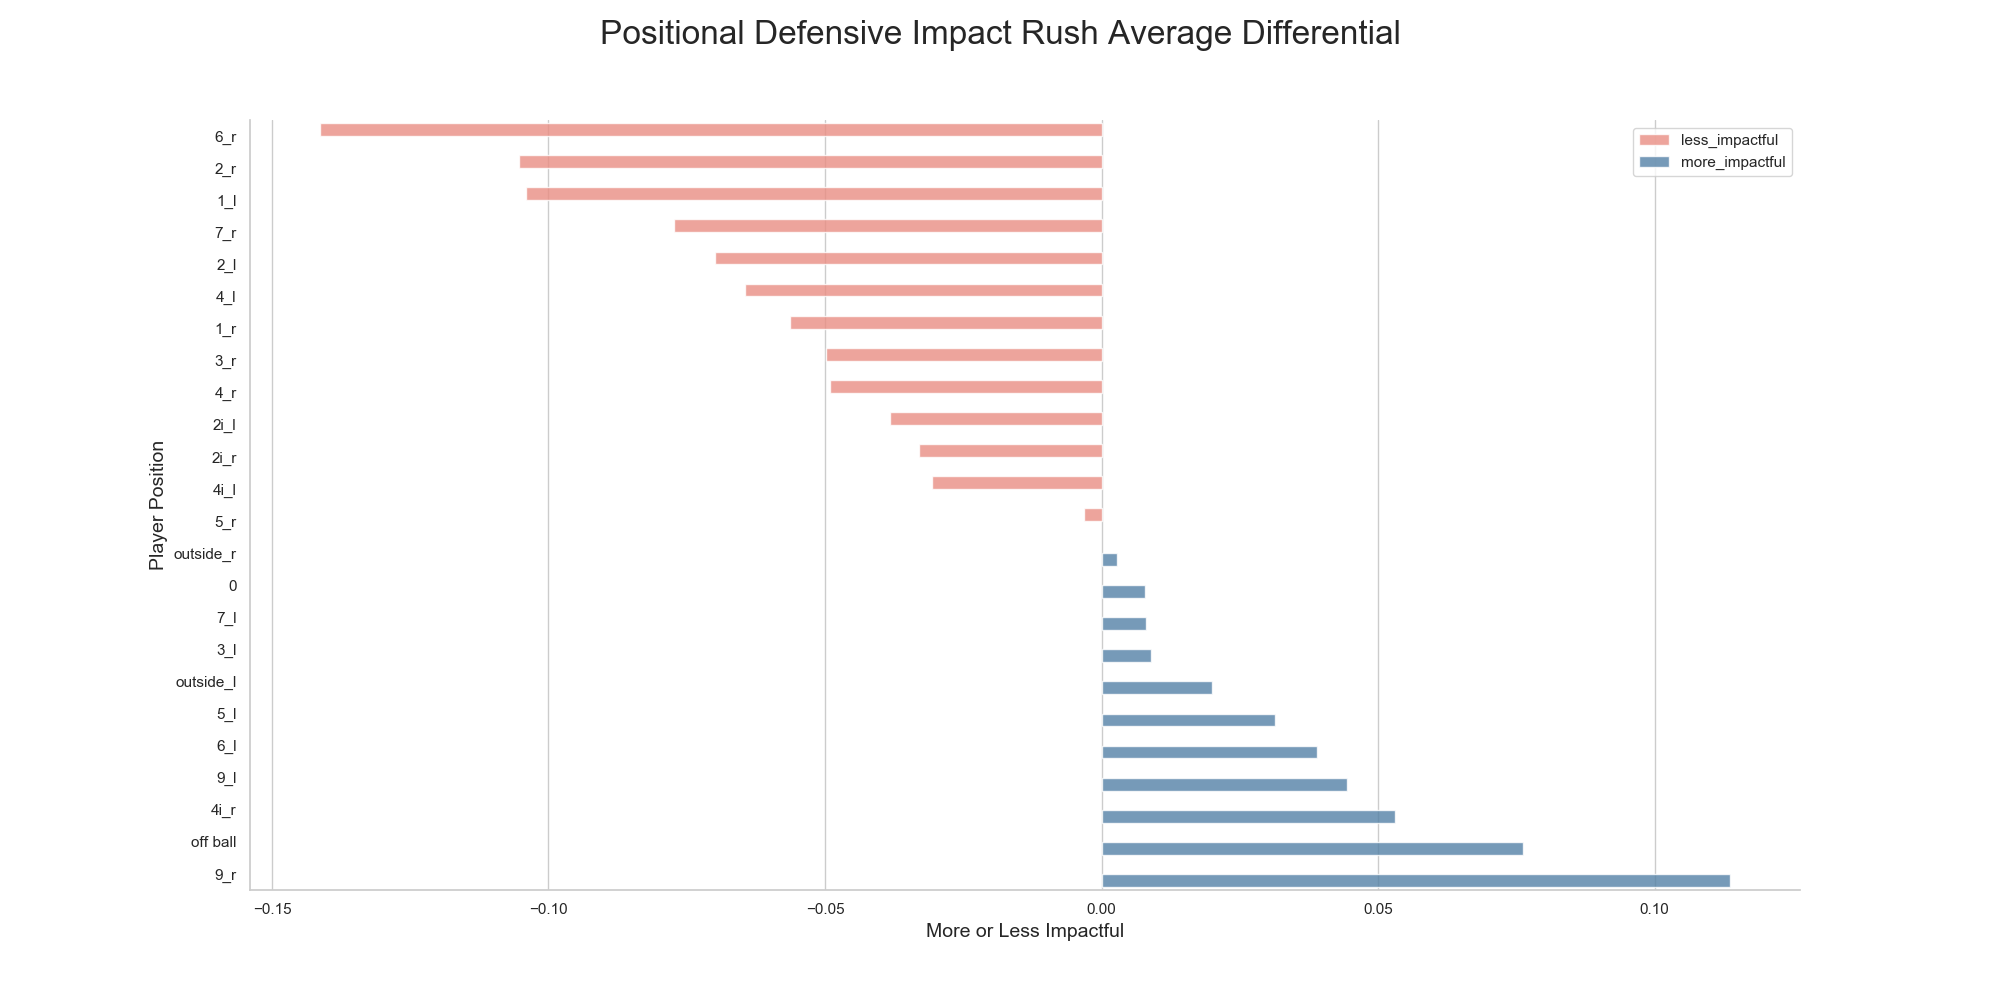 Positional Defensive Impact Rush Average Differential
less_impactful
more_impactful
Player Position
6_r
2_r
1_l
7_r
2_l
4_l
1_r
3_r
4_r
2i_l
2i_r
4i_l
5_r
outside_r
0
7_l
3_l
outside_l
5_l
6_l
9_l
4i_r
off ball
9_r
−0.15 −0.10 −0.05 0.00 0.05 0.10
More or Less Impactful